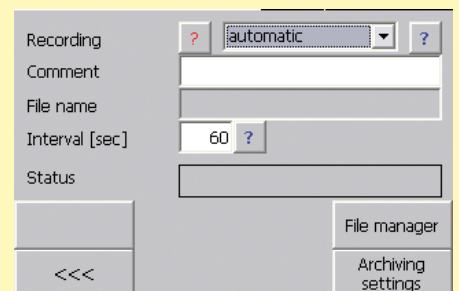 Recording ? automatic ?
Comment
File name
Interval [sec] 60 ?
Status
File manager
<<< Archiving
settings